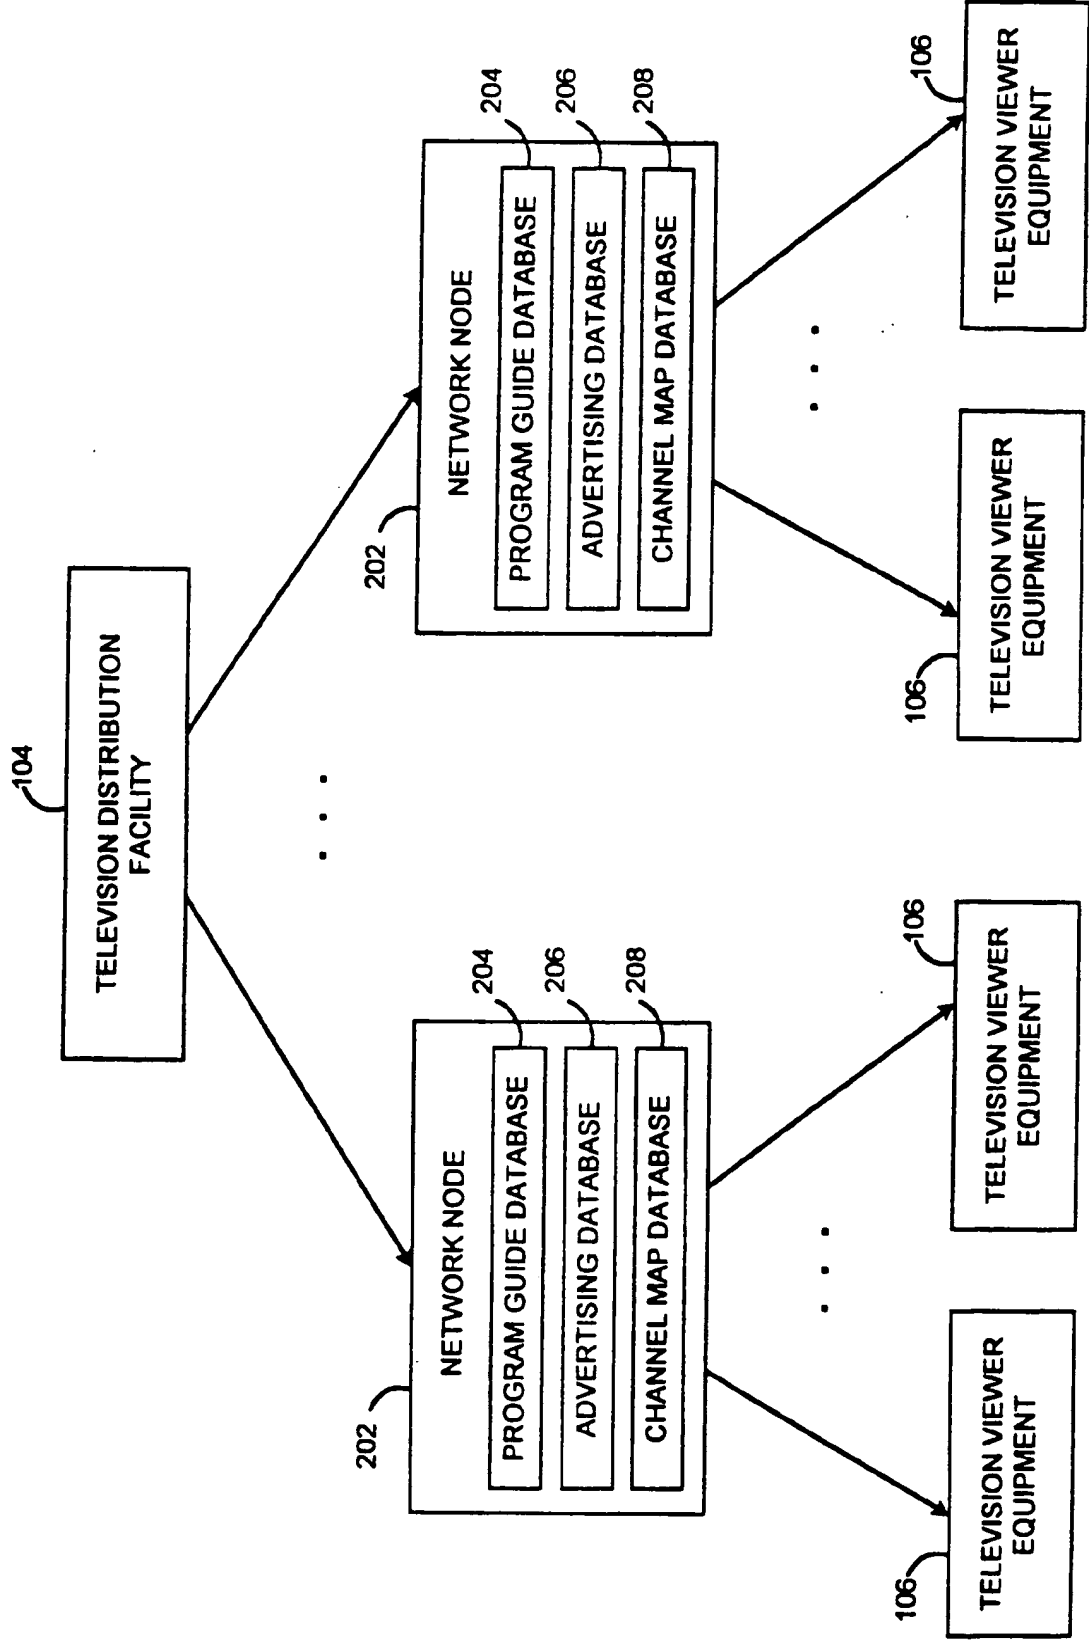 104
TELEVISION DISTRIBUTION
FACILITY
202
NETWORK NODE
PROGRAM GUIDE DATABASE
204
ADVERTISING DATABASE
206
CHANNEL MAP DATABASE
208
202
NETWORK NODE
PROGRAM GUIDE DATABASE
204
ADVERTISING DATABASE
206
CHANNEL MAP DATABASE
208
106
TELEVISION VIEWER
EQUIPMENT
106
TELEVISION VIEWER
EQUIPMENT
106
TELEVISION VIEWER
EQUIPMENT
106
TELEVISION VIEWER
EQUIPMENT